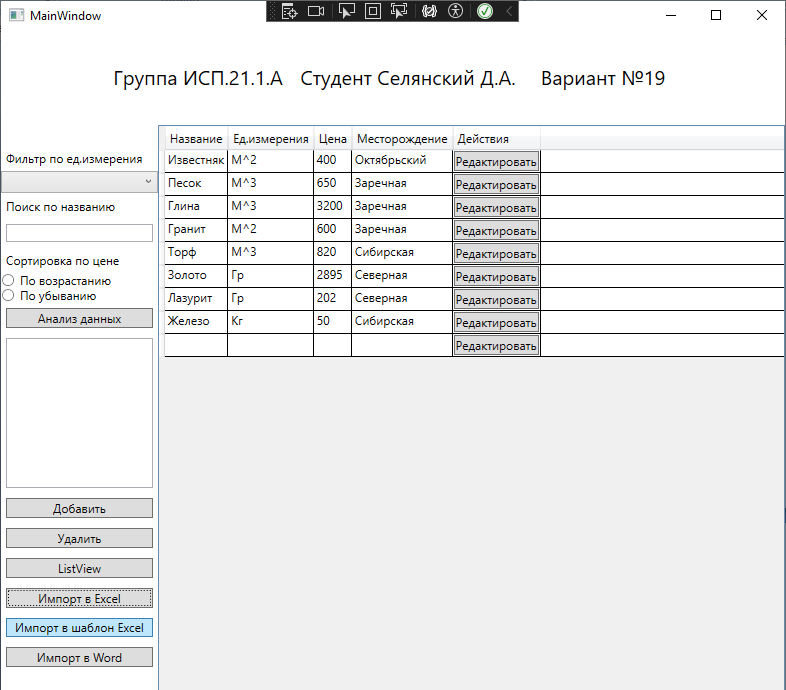 MainWindow
Группа ИСП.21.1.А Студент Селянский Д.А. Вариант №19
Фильтр по ед.измерения
Поиск по названию
Сортировка по цене
По возрастанию
По убыванию
Анализ данных
Добавить
Удалить
ListView
Импорт в Excel
Импорт в шаблон Excel
Импорт в Word
Название Ед.измерения Цена Месторождение Действия
Известняк М^2 400 Октябрьский Редактировать
Песок М^3 650 Заречная Редактировать
Глина М^3 3200 Заречная Редактировать
Гранит М^2 600 Заречная Редактировать
Торф М^3 820 Сибирская Редактировать
Золото Гр 2895 Северная Редактировать
Лазурит Гр 202 Северная Редактировать
Железо Кг 50 Сибирская Редактировать
Редактировать